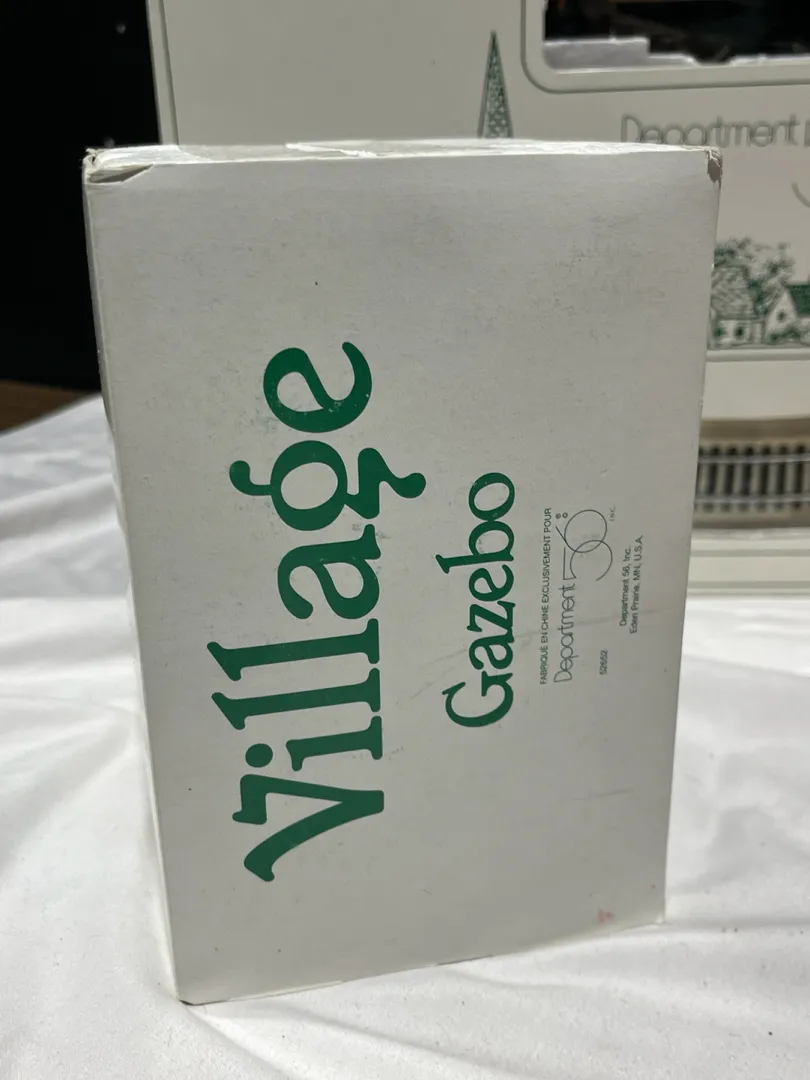 Village
Gazebo
FABRIQUÉ EN CHINE EXCLUSIVEMENT POUR
Department 56® INC.
52652
Department 56, Inc.
Eden Prairie, MN, U.S.A.
Department